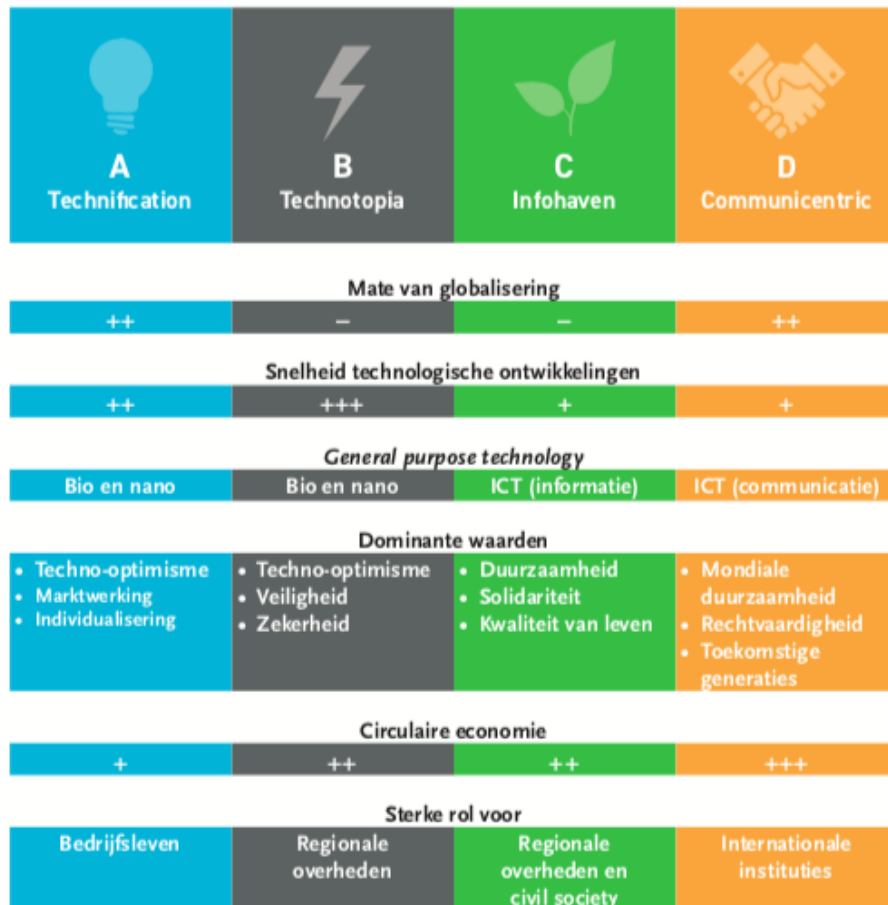 A
Technification
B
Technotopia
C
Infohaven
D
Communicentric
Mate van globalisering
++
–
–
++
Snelheid technologische ontwikkelingen
++
+++
+
+
General purpose technology
Bio en nano
Bio en nano
ICT (informatie)
ICT (communicatie)
Dominante waarden
• Techno-optimisme
• Marktwerking
• Individualisering
• Techno-optimisme
• Veiligheid
• Zekerheid
• Duurzaamheid
• Solidariteit
• Kwaliteit van leven
• Mondiale
duurzaamheid
• Rechtvaardigheid
• Toekomstige
generaties
Circulaire economie
+
++
++
+++
Sterke rol voor
Bedrijfsleven
Regionale
overheden
Regionale
overheden en
civil society
Internationale
instituties